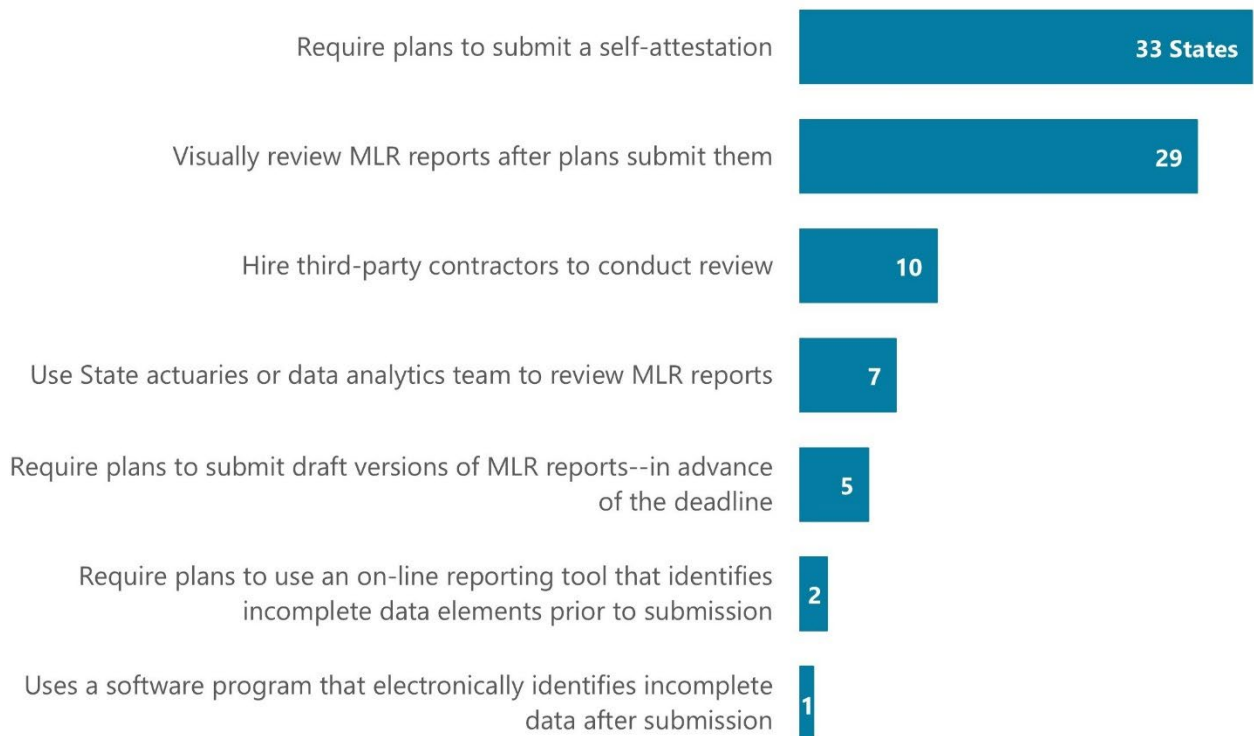 Require plans to submit a self-attestation
33 States
Visually review MLR reports after plans submit them
29
Hire third-party contractors to conduct review
10
Use State actuaries or data analytics team to review MLR reports
7
Require plans to submit draft versions of MLR reports--in advance
of the deadline
5
Require plans to use an on-line reporting tool that identifies
incomplete data elements prior to submission
2
Uses a software program that electronically identifies incomplete
data after submission
1